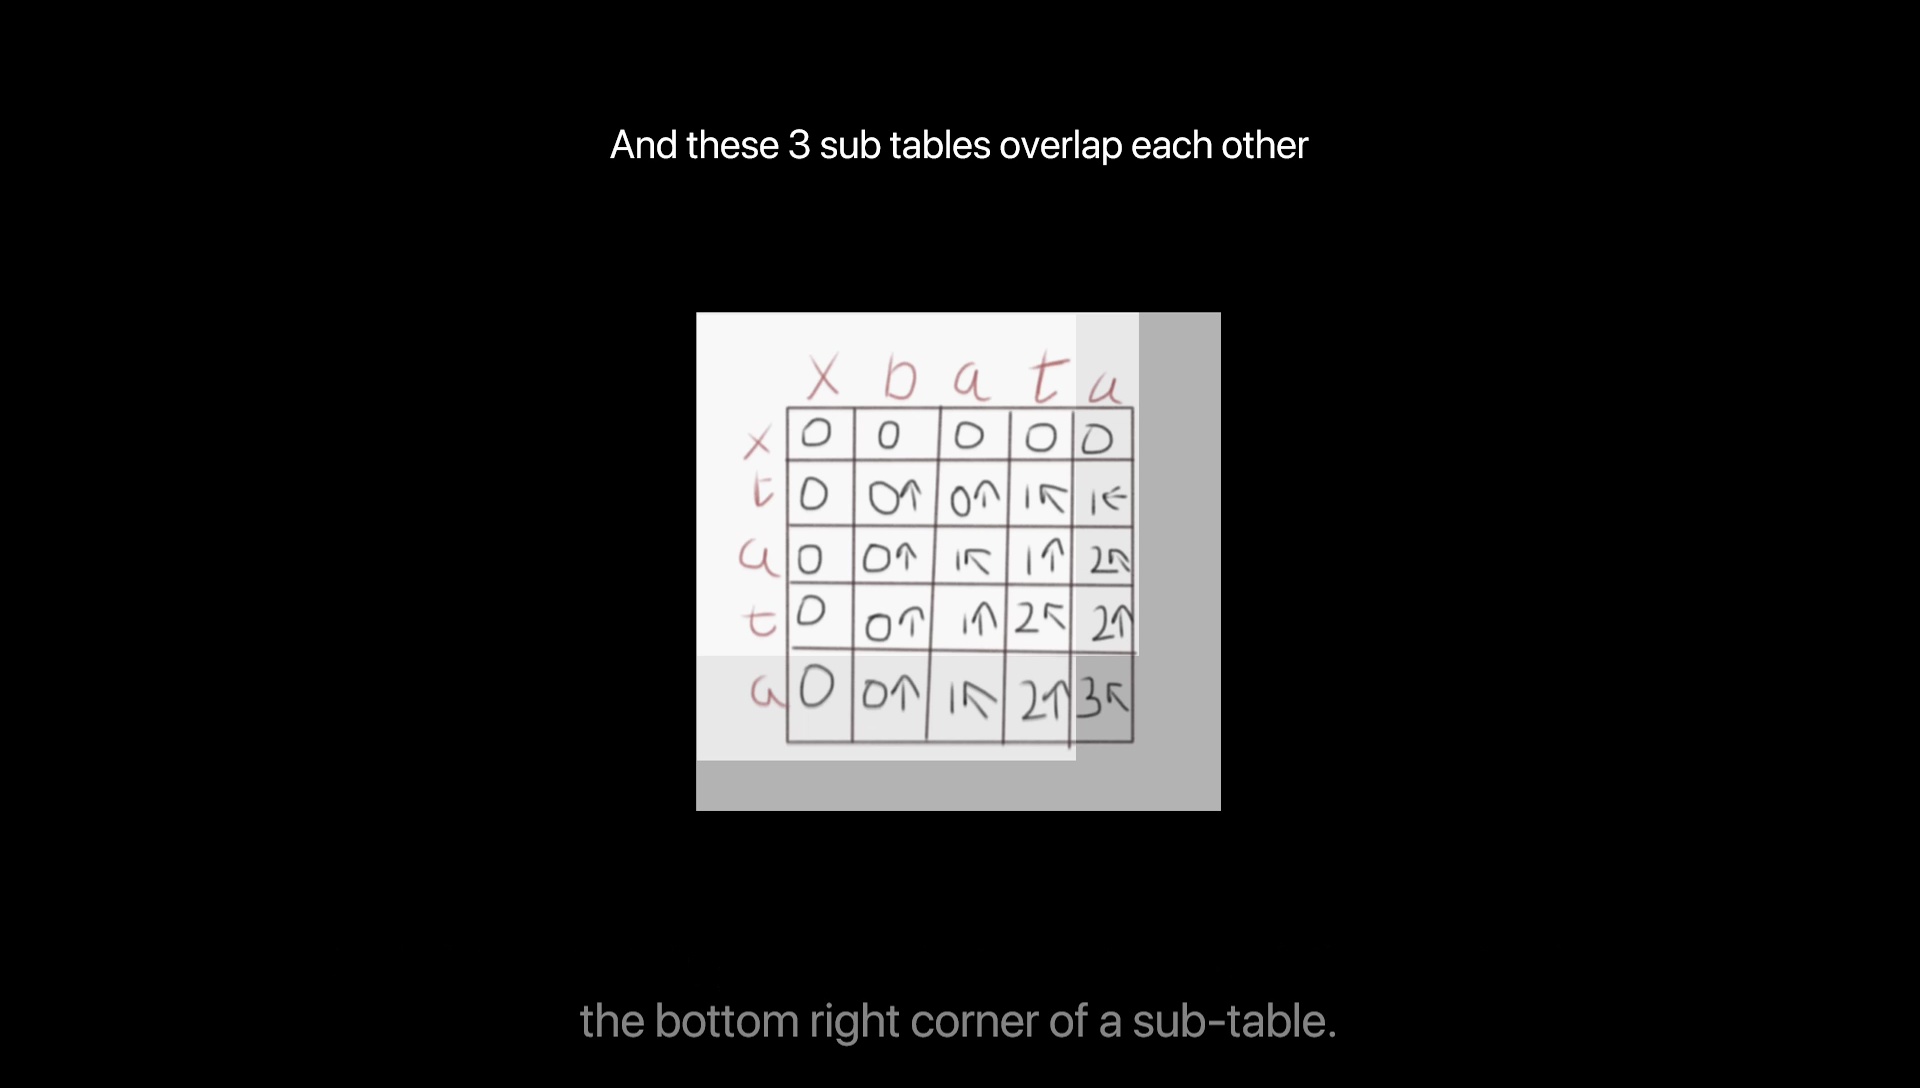 And these 3 sub tables overlap each other
x b a t a
x 0 0 0 0 0
t 0 0↑ 0↑ 1↖ 1←
a 0 0↑ 1↖ 1↑ 2↖
t 0 0↑ 1↑ 2↖ 2↑
a 0 0↑ 1↖ 2↑ 3↖
the bottom right corner of a sub-table.